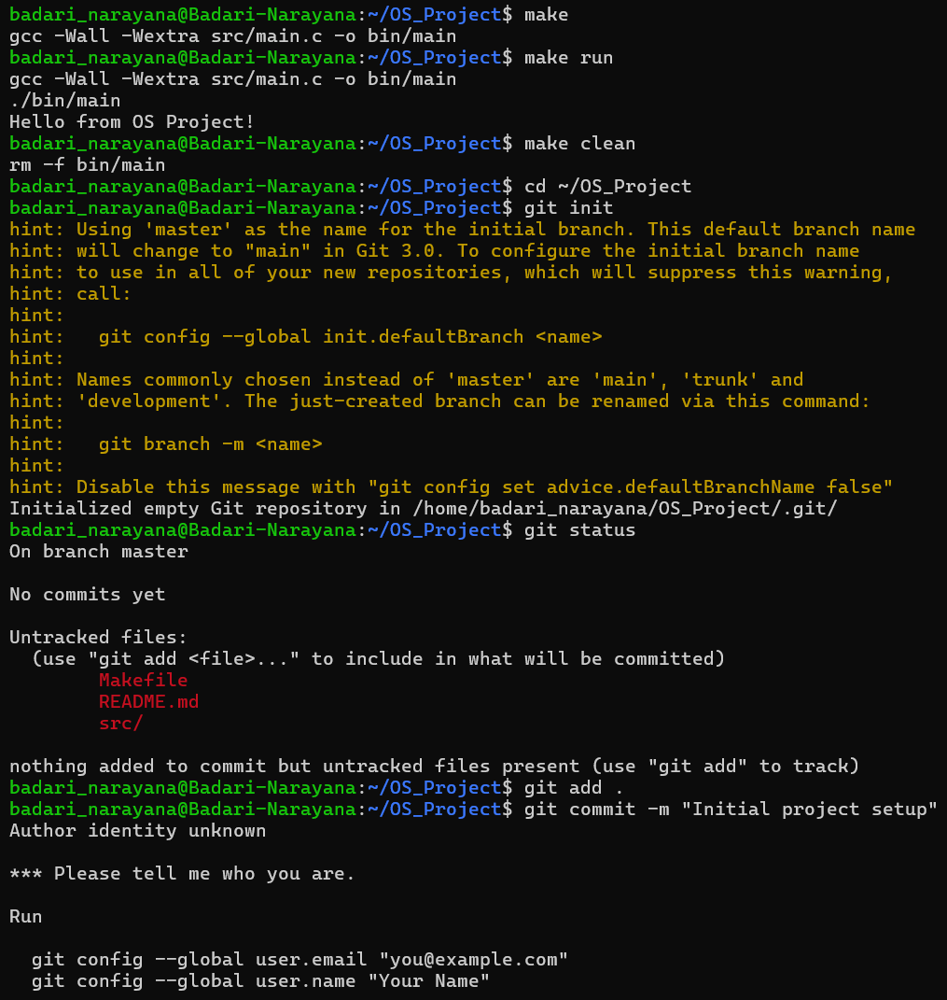 badari_narayana@Badari-Narayana:~/OS_Project$ make
gcc -Wall -Wextra src/main.c -o bin/main
badari_narayana@Badari-Narayana:~/OS_Project$ make run
gcc -Wall -Wextra src/main.c -o bin/main
./bin/main
Hello from OS Project!
badari_narayana@Badari-Narayana:~/OS_Project$ make clean
rm -f bin/main
badari_narayana@Badari-Narayana:~/OS_Project$ cd ~/OS_Project
badari_narayana@Badari-Narayana:~/OS_Project$ git init
hint: Using 'master' as the name for the initial branch. This default branch name
hint: will change to "main" in Git 3.0. To configure the initial branch name
hint: to use in all of your new repositories, which will suppress this warning,
hint: call:
hint:
hint:   git config --global init.defaultBranch <name>
hint:
hint: Names commonly chosen instead of 'master' are 'main', 'trunk' and
hint: 'development'. The just-created branch can be renamed via this command:
hint:
hint:   git branch -m <name>
hint:
hint: Disable this message with "git config set advice.defaultBranchName false"
Initialized empty Git repository in /home/badari_narayana/OS_Project/.git/
badari_narayana@Badari-Narayana:~/OS_Project$ git status
On branch master
No commits yet
Untracked files:
  (use "git add <file>..." to include in what will be committed)
        Makefile
        README.md
        src/
nothing added to commit but untracked files present (use "git add" to track)
badari_narayana@Badari-Narayana:~/OS_Project$ git add .
badari_narayana@Badari-Narayana:~/OS_Project$ git commit -m "Initial project setup"
Author identity unknown
*** Please tell me who you are.
Run
  git config --global user.email "you@example.com"
  git config --global user.name "Your Name"